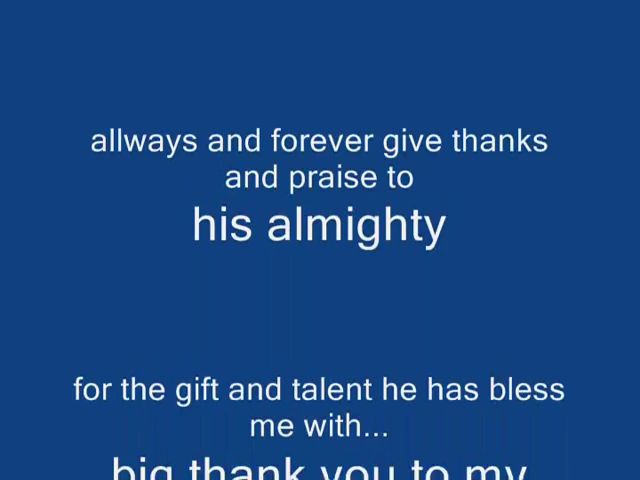 allways and forever give thanks
and praise to
his almighty
for the gift and talent he has bless
me with...
big thank you to my